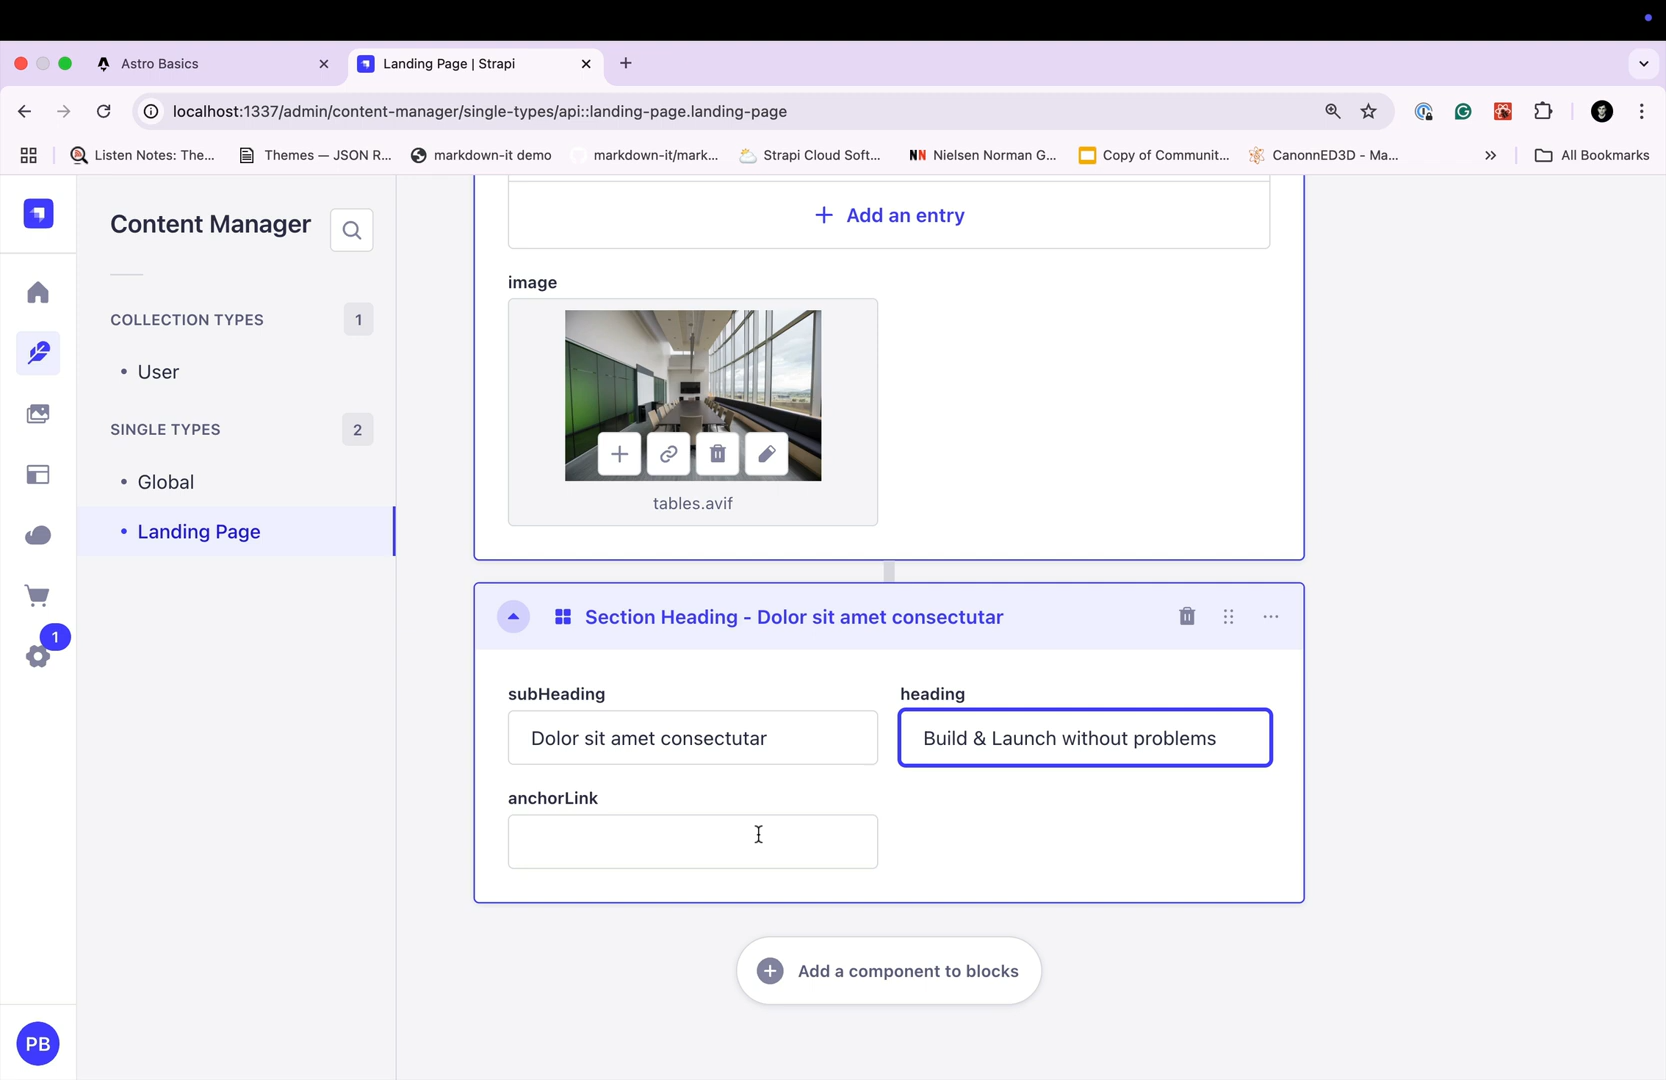 Astro Basics
Landing Page | Strapi
localhost:1337/admin/content-manager/single-types/api::landing-page.landing-page
Listen Notes: The...
Themes — JSON R...
markdown-it demo
markdown-it/mark...
Strapi Cloud Soft...
NN Nielsen Norman G...
Copy of Communit...
CanonnED3D - Ma...
All Bookmarks
Content Manager
COLLECTION TYPES 1
User
SINGLE TYPES 2
Global
Landing Page
1
PB
Add an entry
image
tables.avif
Section Heading - Dolor sit amet consectutar
subHeading
heading
Dolor sit amet consectutar
Build & Launch without problems
anchorLink
Add a component to blocks